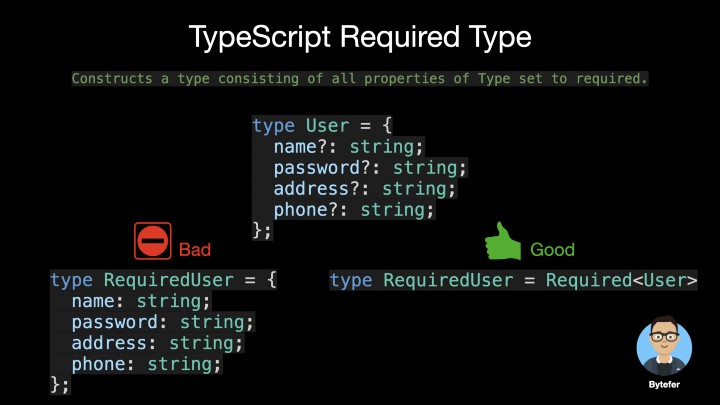 TypeScript Required Type
Constructs a type consisting of all properties of Type set to required.
type User = {
name?: string;
password?: string;
address?: string;
phone?: string;
};
Bad
type RequiredUser = {
name: string;
password: string;
address: string;
phone: string;
};
Good
type RequiredUser = Required<User>
Bytefer